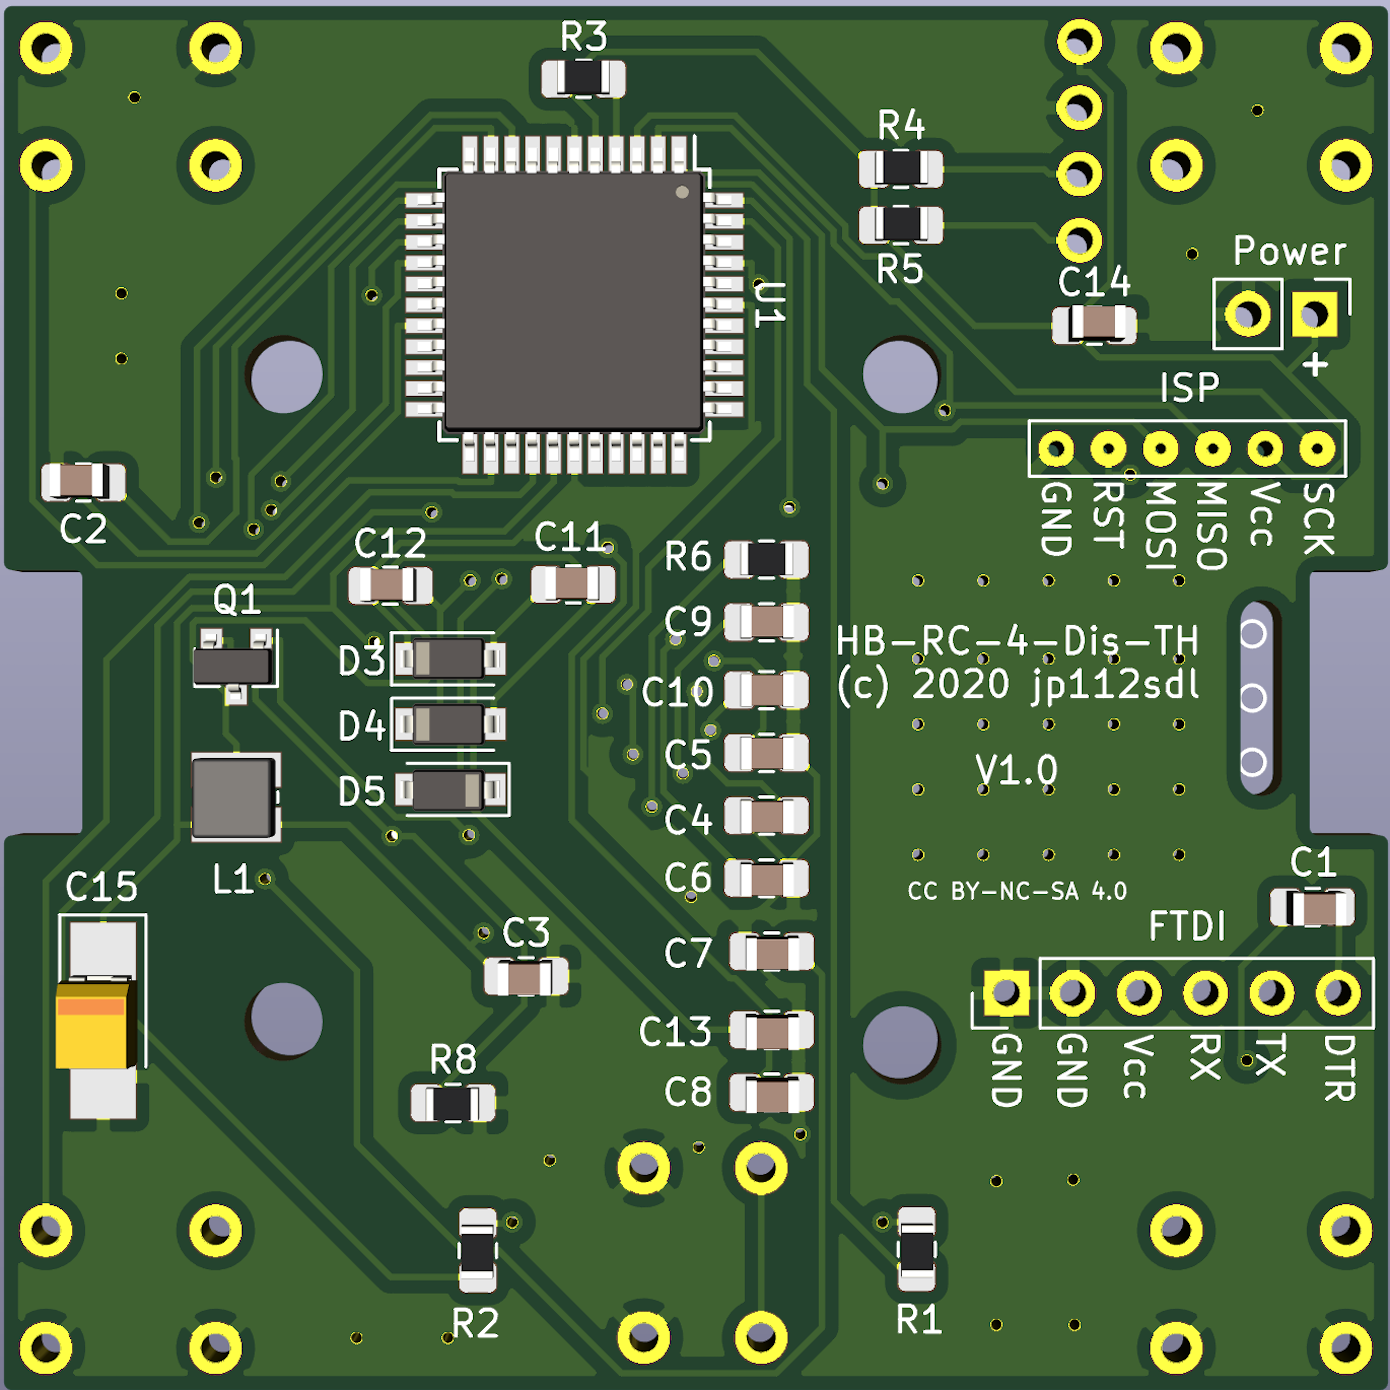 R3
R4
R5
U1
Power
C14
+
ISP
GND
RST
MOSI
MISO
Vcc
SCK
C2
C12
C11
R6
Q1
C9
D3
HB-RC-4-Dis-TH
C10
(c) 2020 jp112sdl
D4
C5
V1.0
D5
C4
L1
C6
C15
CC BY-NC-SA 4.0
C1
FTDI
C3
C7
C13
GND
GND
Vcc
RX
TX
DTR
R8
C8
R2
R1